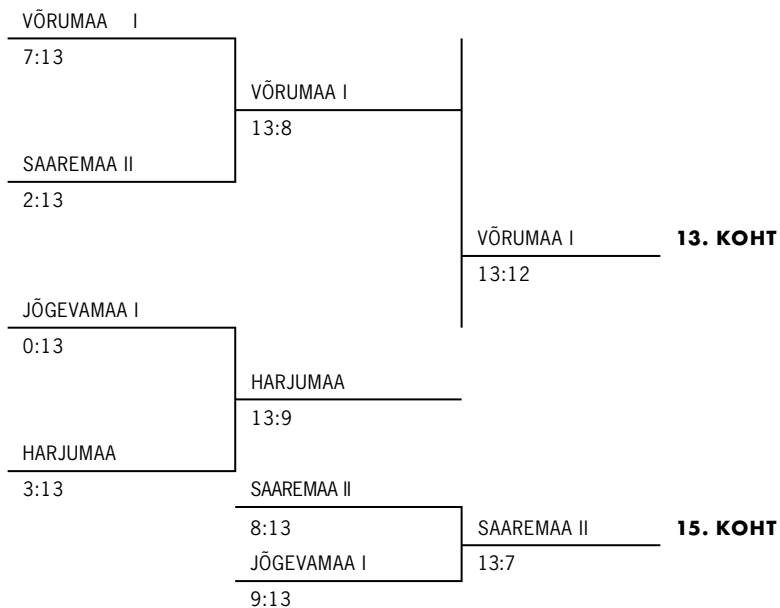 VÕRUMAA I
7:13
VÕRUMAA I
13:8
SAAREMAA II
2:13
VÕRUMAA I 13. KOHT
13:12
JÕGEVAMAA I
0:13
HARJUMAA
13:9
HARJUMAA
3:13
SAAREMAA II
8:13
SAAREMAA II 15. KOHT
13:7
JÕGEVAMAA I
9:13